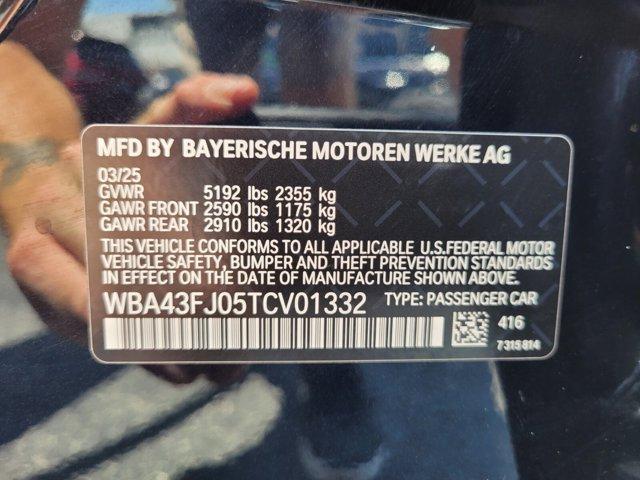 MFD BY BAYERISCHE MOTOREN WERKE AG
03/25
GVWR 5192 lbs 2355 kg
GAWR FRONT 2590 lbs 1175 kg
GAWR REAR 2910 lbs 1320 kg
THIS VEHICLE CONFORMS TO ALL APPLICABLE U.S.FEDERAL MOTOR
VEHICLE SAFETY, BUMPER AND THEFT PREVENTION STANDARDS
IN EFFECT ON THE DATE OF MANUFACTURE SHOWN ABOVE.
WBA43FJ05TCV01332 TYPE: PASSENGER CAR
416
7315814